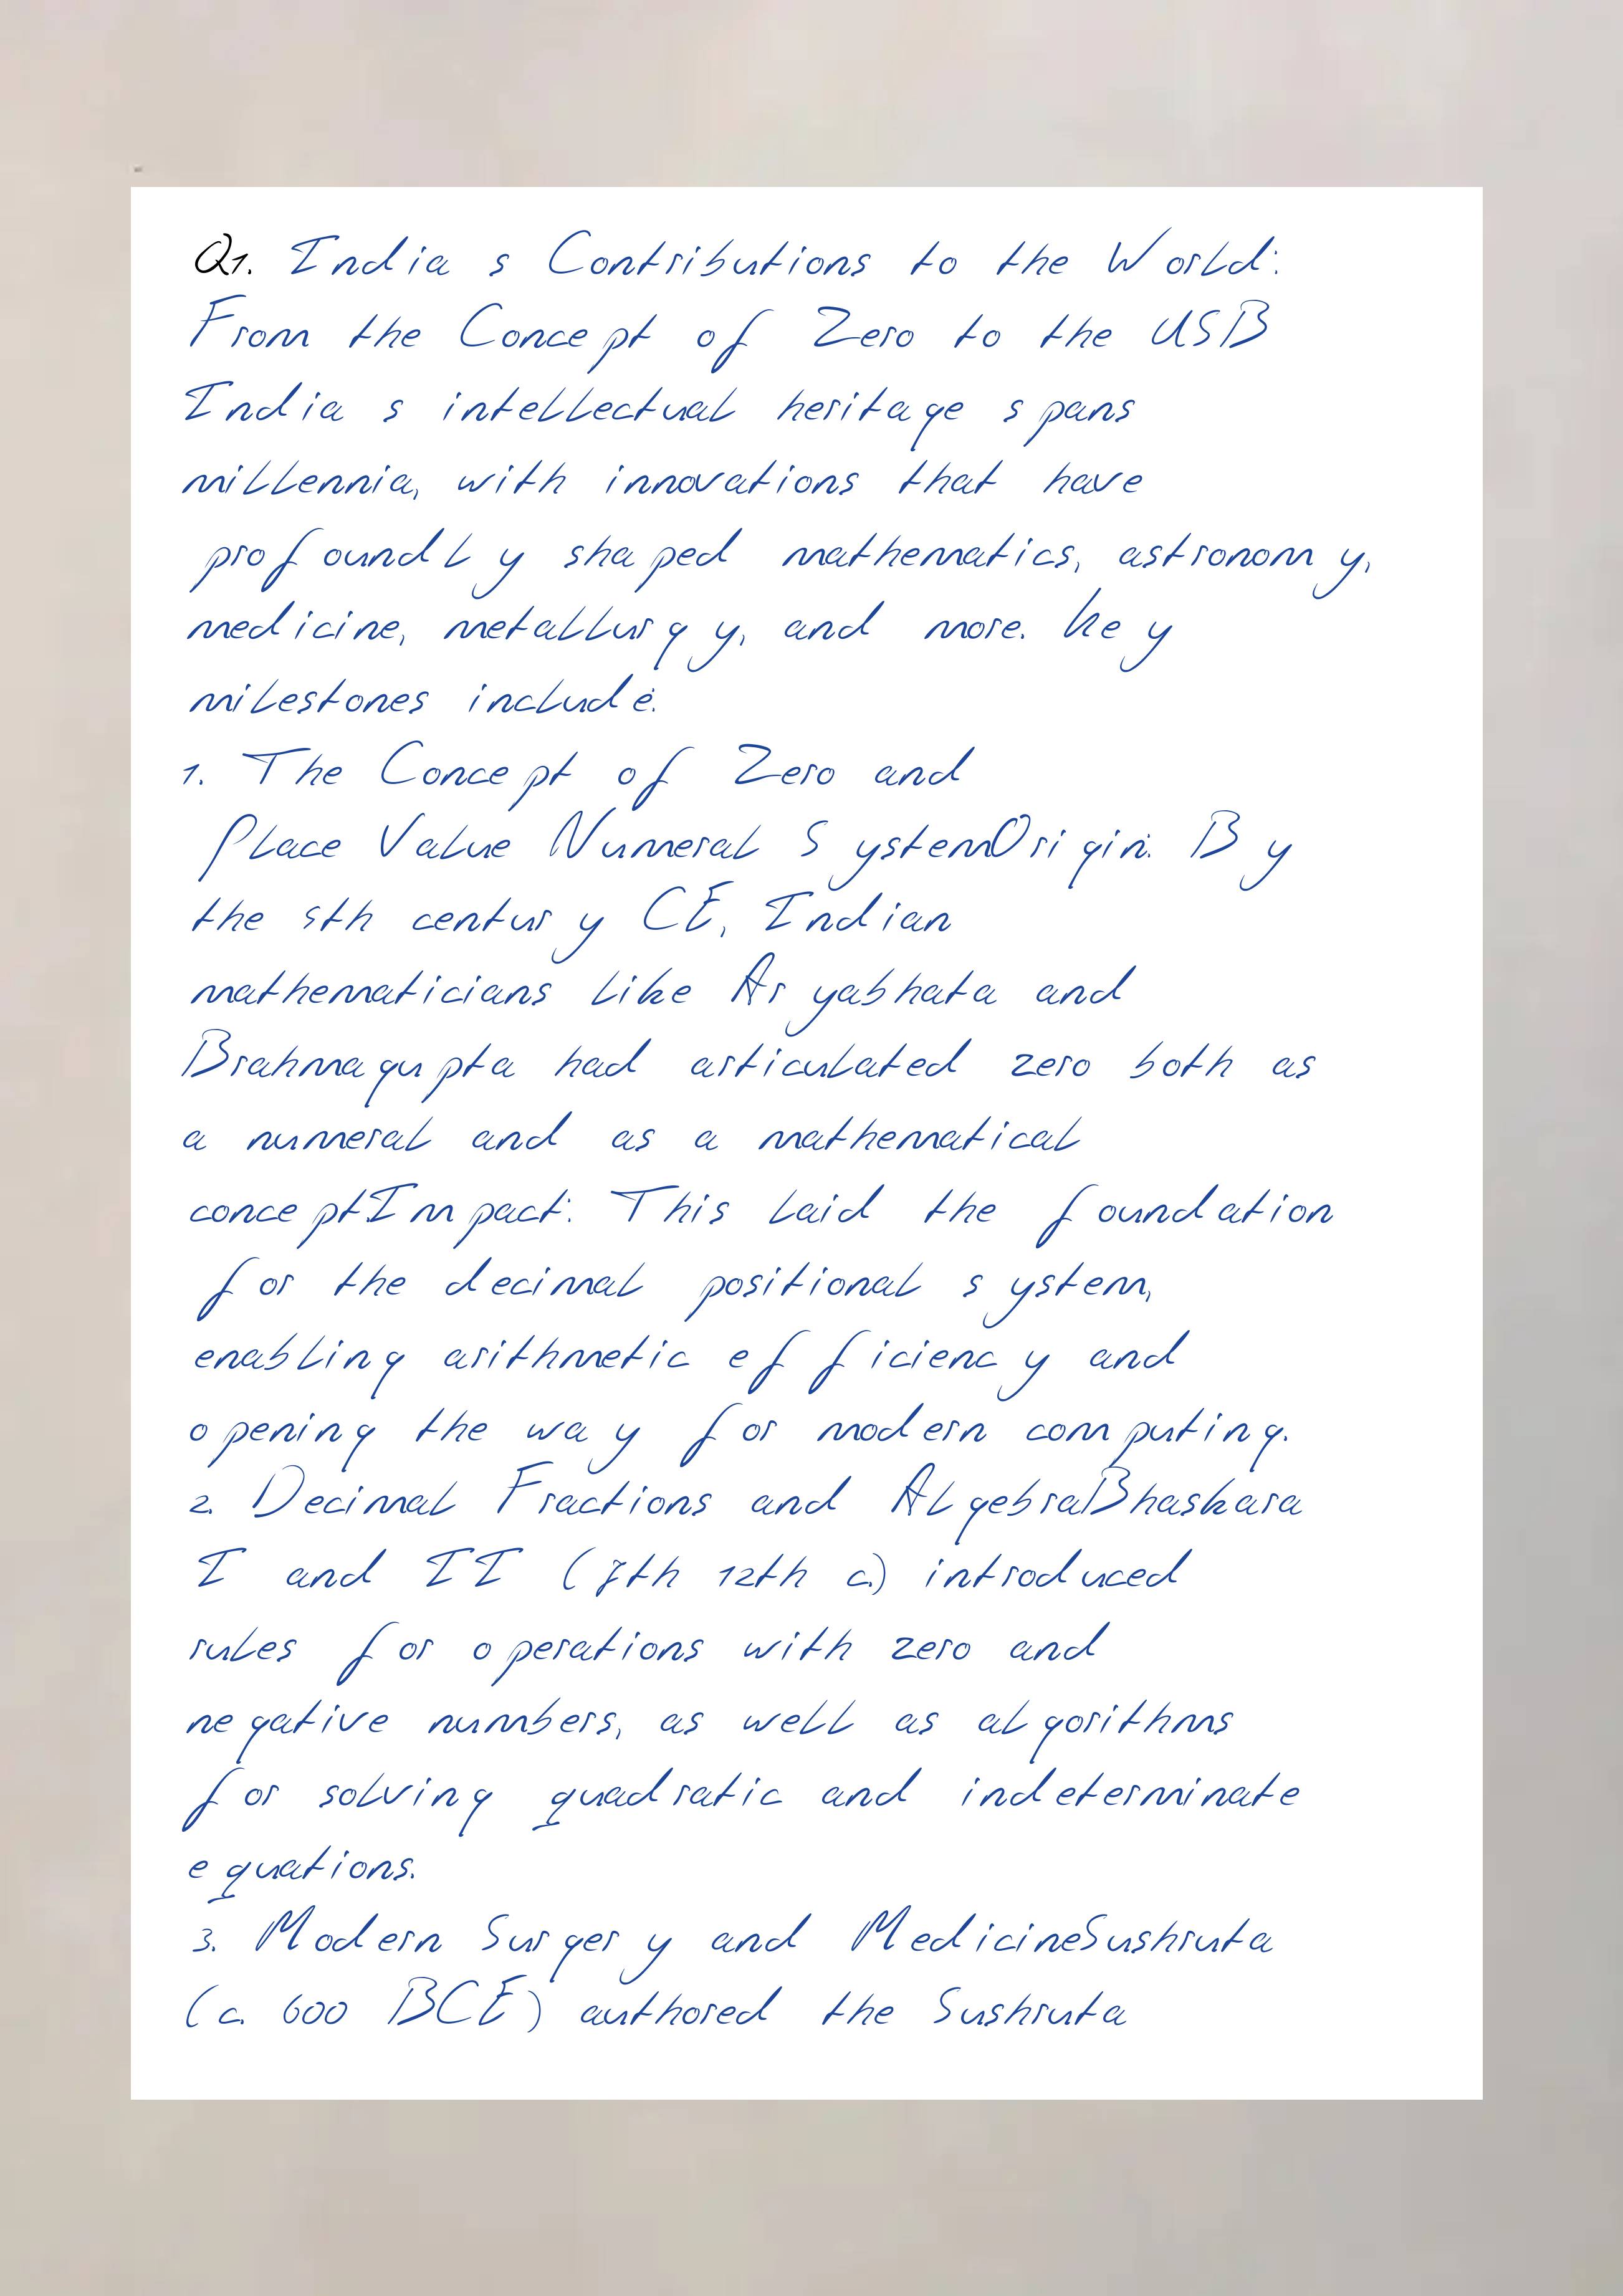 Q1. India s Contributions to the World:
From the Concept of Zero to the USB
India s intellectual heritage spans
millennia, with innovations that have
profoundly shaped mathematics, astronomy,
medicine, metallurgy, and more. Key
milestones include:
1. The Concept of Zero and
Place Value Numeral SystemOrigin: By
the 5th century CE, Indian
mathematicians like Aryabhata and
Brahmagupta had articulated zero both as
a numeral and as a mathematical
concept.Impact: This laid the foundation
for the decimal positional system,
enabling arithmetic efficiency and
opening the way for modern computing.
2. Decimal Fractions and AlgebraBhaskara
I and II (7th 12th c.) introduced
rules for operations with zero and
negative numbers, as well as algorithms
for solving quadratic and indeterminate
equations.
3. Modern Surgery and MedicineSushruta
(c. 600 BCE) authored the Sushruta